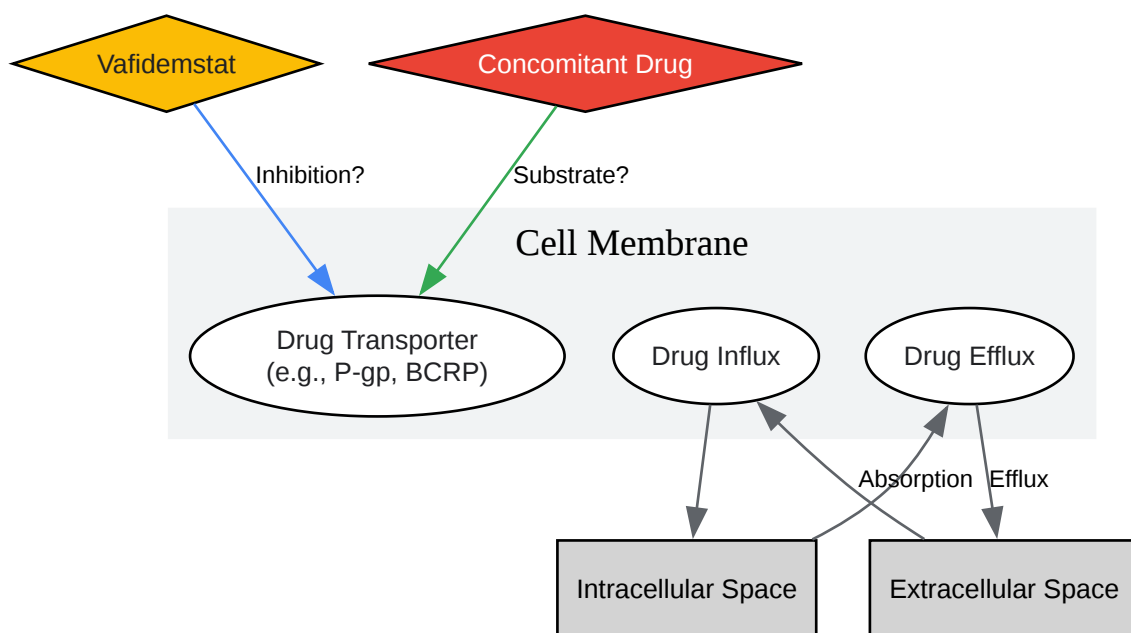 Vafidemstat
Concomitant Drug
Inhibition?
Substrate?
Cell Membrane
Drug Transporter
(e.g., P-gp, BCRP)
Drug Influx
Drug Efflux
Absorption
Efflux
Intracellular Space
Extracellular Space